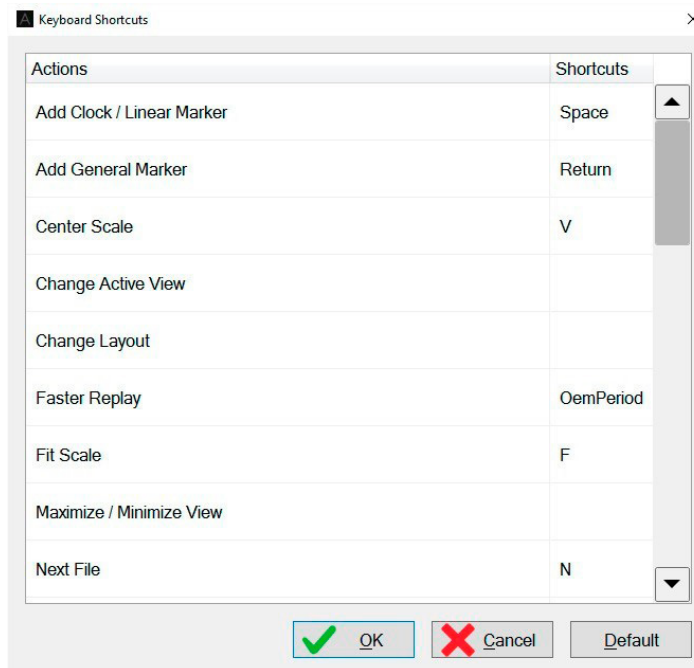 Keyboard Shortcuts
Actions Shortcuts
Add Clock / Linear Marker Space
Add General Marker Return
Center Scale V
Change Active View
Change Layout
Faster Replay OemPeriod
Fit Scale F
Maximize / Minimize View
Next File N
OK Cancel Default